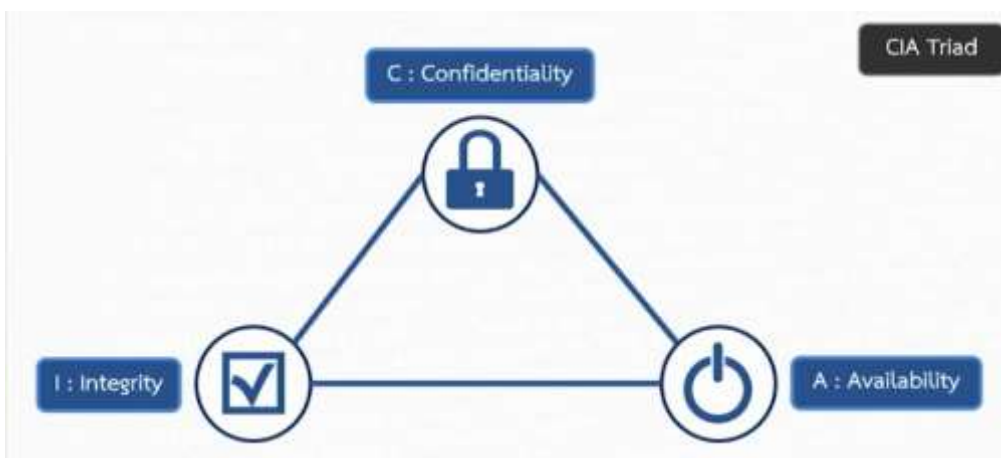 CIA Triad
C : Confidentiality
I : Integrity
A : Availability